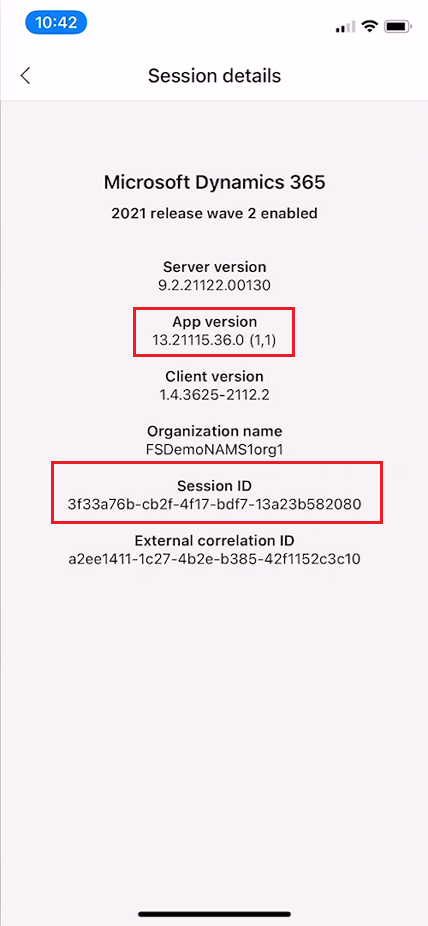 10:42
Session details
Microsoft Dynamics 365
2021 release wave 2 enabled
Server version
9.2.21122.00130
App version
13.21115.36.0 (1,1)
Client version
1.4.3625-2112.2
Organization name
FSDemoNAMS1org1
Session ID
3f33a76b-cb2f-4f17-bdf7-13a23b582080
External correlation ID
a2ee1411-1c27-4b2e-b385-42f1152c3c10